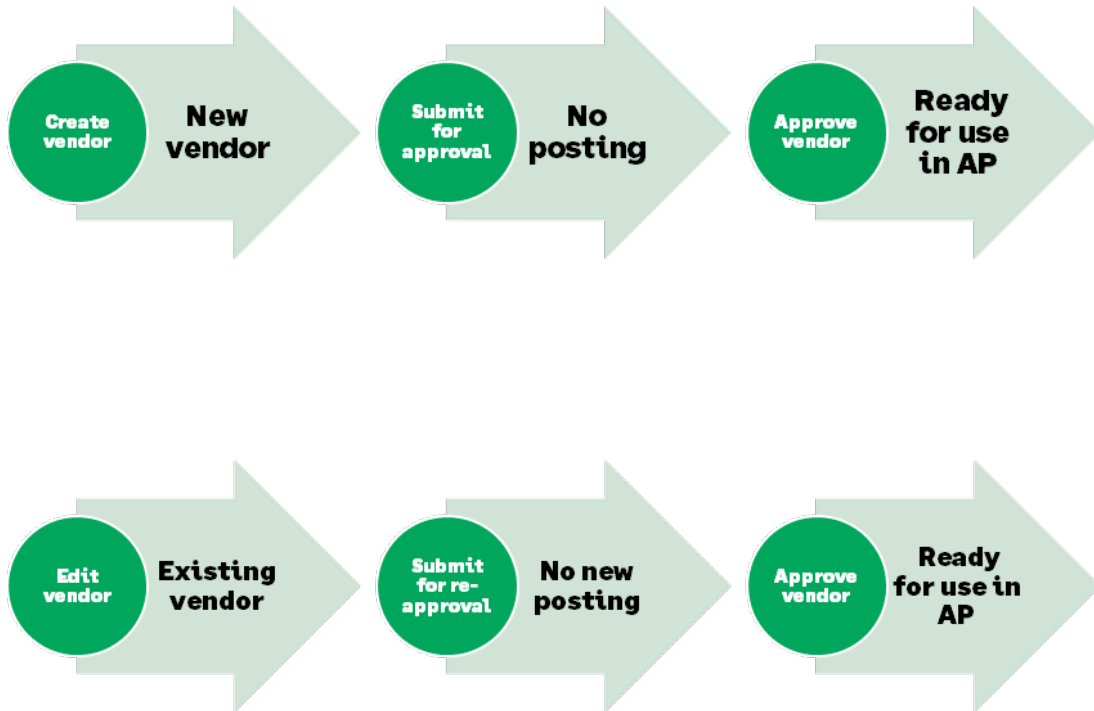 Create
vendor
New
vendor
Submit
for
approval
No
posting
Approve
vendor
Ready
for use
in AP
Edit
vendor
Existing
vendor
Submit
for re-
approval
No new
posting
Approve
vendor
Ready
for use in
AP